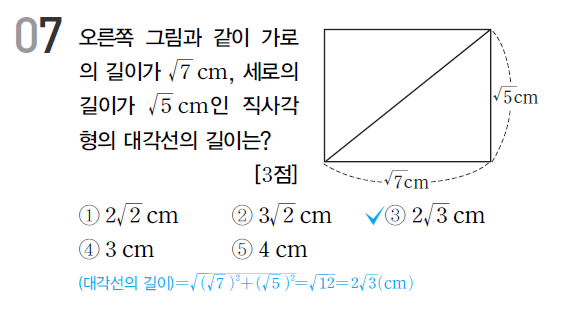 07
오른쪽 그림과 같이 가로
의 길이가 √7 cm, 세로의
길이가 √5 cm인 직사각
형의 대각선의 길이는?
[3점]
√5cm
√7cm
① 2√2 cm ② 3√2 cm ③ 2√3 cm
④ 3 cm ⑤ 4 cm
(대각선의 길이)=√((√7)²+(√5)²)=√12=2√3(cm)